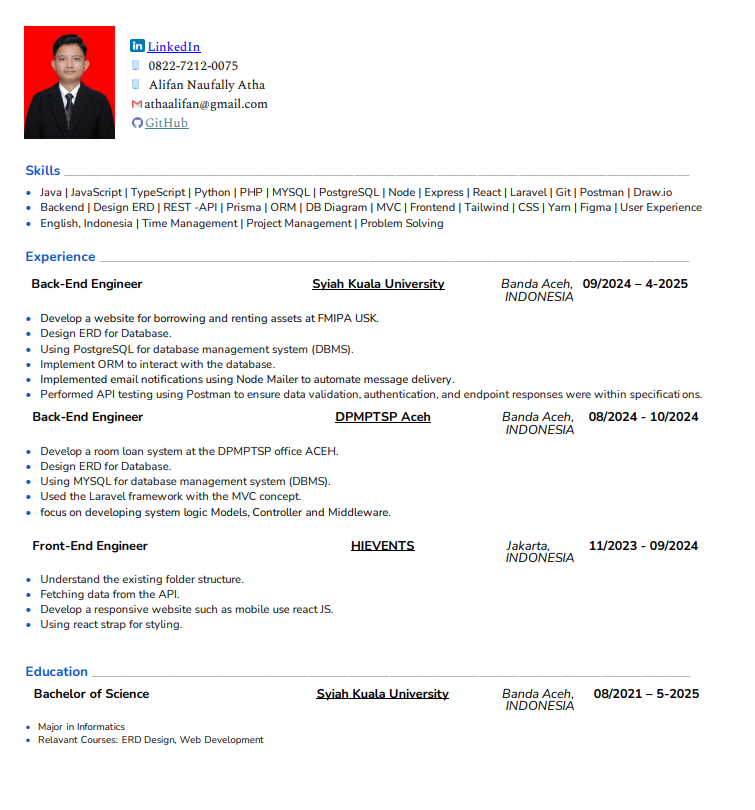 LinkedIn
0822-7212-0075
Alifan Naufally Atha
athaalifan@gmail.com
GitHub
Skills
• Java | JavaScript | TypeScript | Python | PHP | MYSQL | PostgreSQL | Node | Express | React | Laravel | Git | Postman | Draw.io
• Backend | Design ERD | REST -API | Prisma | ORM | DB Diagram | MVC | Frontend | Tailwind | CSS | Yarn | Figma | User Experience
• English, Indonesia | Time Management | Project Management | Problem Solving
Experience
Back-End Engineer Syiah Kuala University Banda Aceh, 09/2024 – 4-2025
INDONESIA
• Develop a website for borrowing and renting assets at FMIPA USK.
• Design ERD for Database.
• Using PostgreSQL for database management system (DBMS).
• Implement ORM to interact with the database.
• Implemented email notifications using Node Mailer to automate message delivery.
• Performed API testing using Postman to ensure data validation, authentication, and endpoint responses were within specifications.
Back-End Engineer DPMPTSP Aceh Banda Aceh, 08/2024 - 10/2024
INDONESIA
• Develop a room loan system at the DPMPTSP office ACEH.
• Design ERD for Database.
• Using MYSQL for database management system (DBMS).
• Used the Laravel framework with the MVC concept.
• focus on developing system logic Models, Controller and Middleware.
Front-End Engineer HIEVENTS Jakarta, 11/2023 - 09/2024
INDONESIA
• Understand the existing folder structure.
• Fetching data from the API.
• Develop a responsive website such as mobile use react JS.
• Using react strap for styling.
Education
Bachelor of Science Syiah Kuala University Banda Aceh, 08/2021 – 5-2025
INDONESIA
• Major in Informatics
• Relavant Courses: ERD Design, Web Development